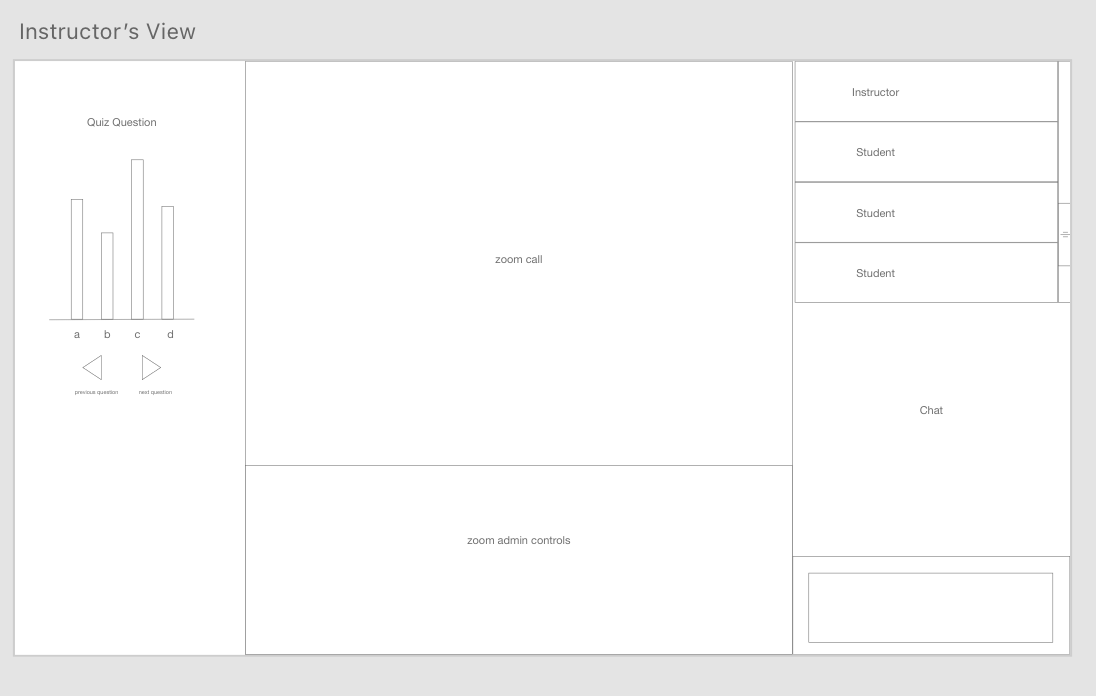 Instructor's View
Quiz Question
a b c d
previous question next question
zoom call
zoom admin controls
Instructor
Student
Student
Student
Chat